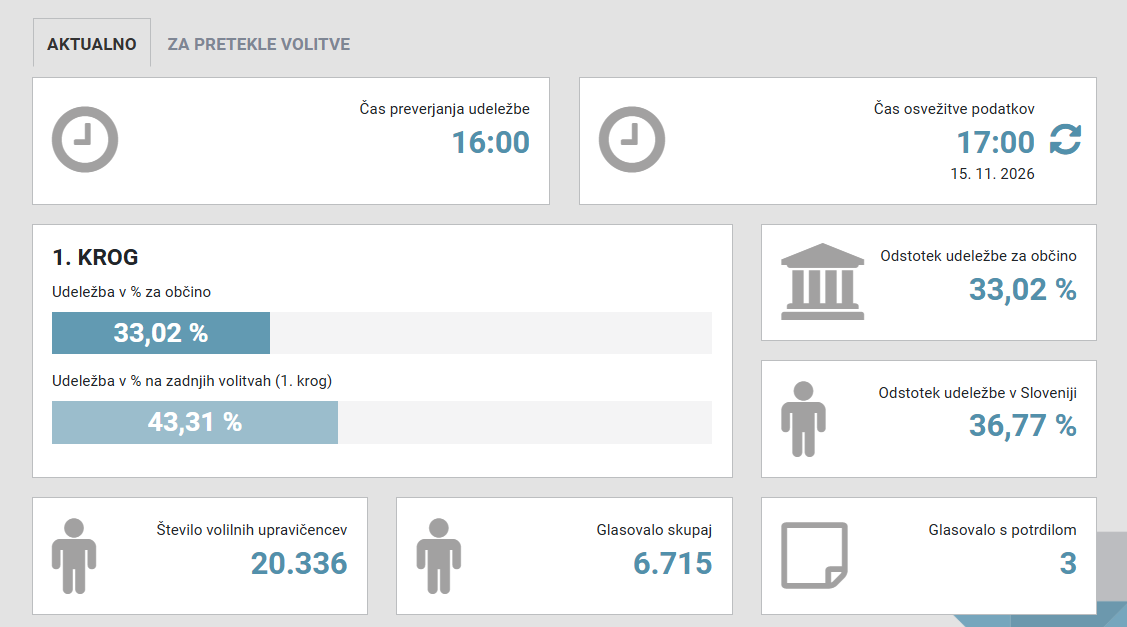 AKTUALNO
ZA PRETEKLE VOLITVE
Čas preverjanja udeležbe
16:00
Čas osvežitve podatkov
17:00
15. 11. 2026
1. KROG
Udeležba v % za občino
33,02 %
Udeležba v % na zadnjih volitvah (1. krog)
43,31 %
Odstotek udeležbe za občino
33,02 %
Odstotek udeležbe v Sloveniji
36,77 %
Število volilnih upravičencev
20.336
Glasovalo skupaj
6.715
Glasovalo s potrdilom
3